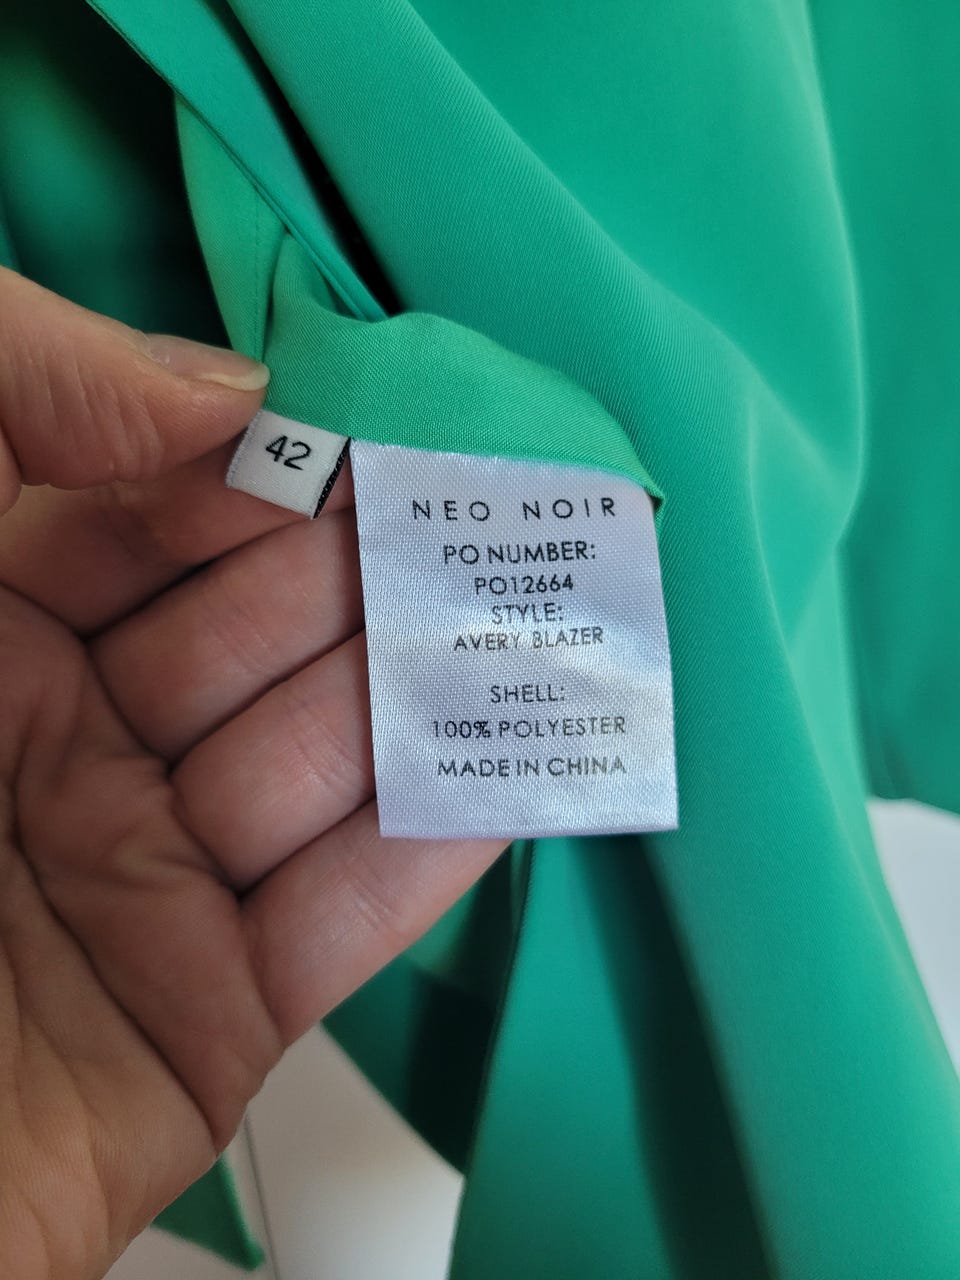 42
NEO NOIR
PO NUMBER:
PO12664
STYLE:
AVERY BLAZER
SHELL:
100% POLYESTER
MADE IN CHINA